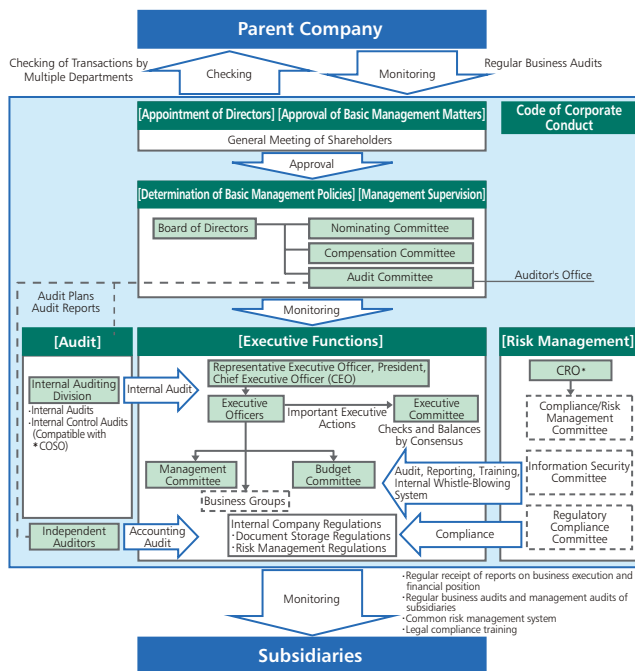 Parent Company
Checking of Transactions by
Multiple Departments
Checking
Monitoring
Regular Business Audits
[Appointment of Directors] [Approval of Basic Management Matters]
General Meeting of Shareholders
Code of Corporate
Conduct
Approval
[Determination of Basic Management Policies] [Management Supervision]
Board of Directors
Nominating Committee
Compensation Committee
Audit Committee
Auditor's Office
Audit Plans
Audit Reports
Monitoring
[Audit]
[Executive Functions]
[Risk Management]
Internal Auditing
Division
·Internal Audits
·Internal Control Audits
(Compatible with
*COSO)
Internal Audit
Representative Executive Officer, President,
Chief Executive Officer (CEO)
Executive
Officers
Important Executive
Actions
Executive
Committee
Checks and Balances
by Consensus
Management
Committee
Budget
Committee
Business Groups
CRO*
Compliance/Risk
Management
Committee
Audit, Reporting, Training,
Internal Whistle-Blowing
System
Information Security
Committee
Regulatory
Compliance
Committee
Independent
Auditors
Accounting
Audit
Internal Company Regulations
·Document Storage Regulations
·Risk Management Regulations
Compliance
Monitoring
·Regular receipt of reports on business execution and
financial position
·Regular business audits and management audits of
subsidiaries
·Common risk management system
·Legal compliance training
Subsidiaries